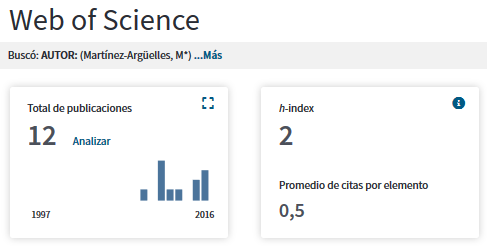 Web of Science
Buscó: AUTOR: (Martínez-Argüelles, M*) ...Más
Total de publicaciones
12 Analizar
1997 2016
h-index
2
Promedio de citas por elemento
0,5